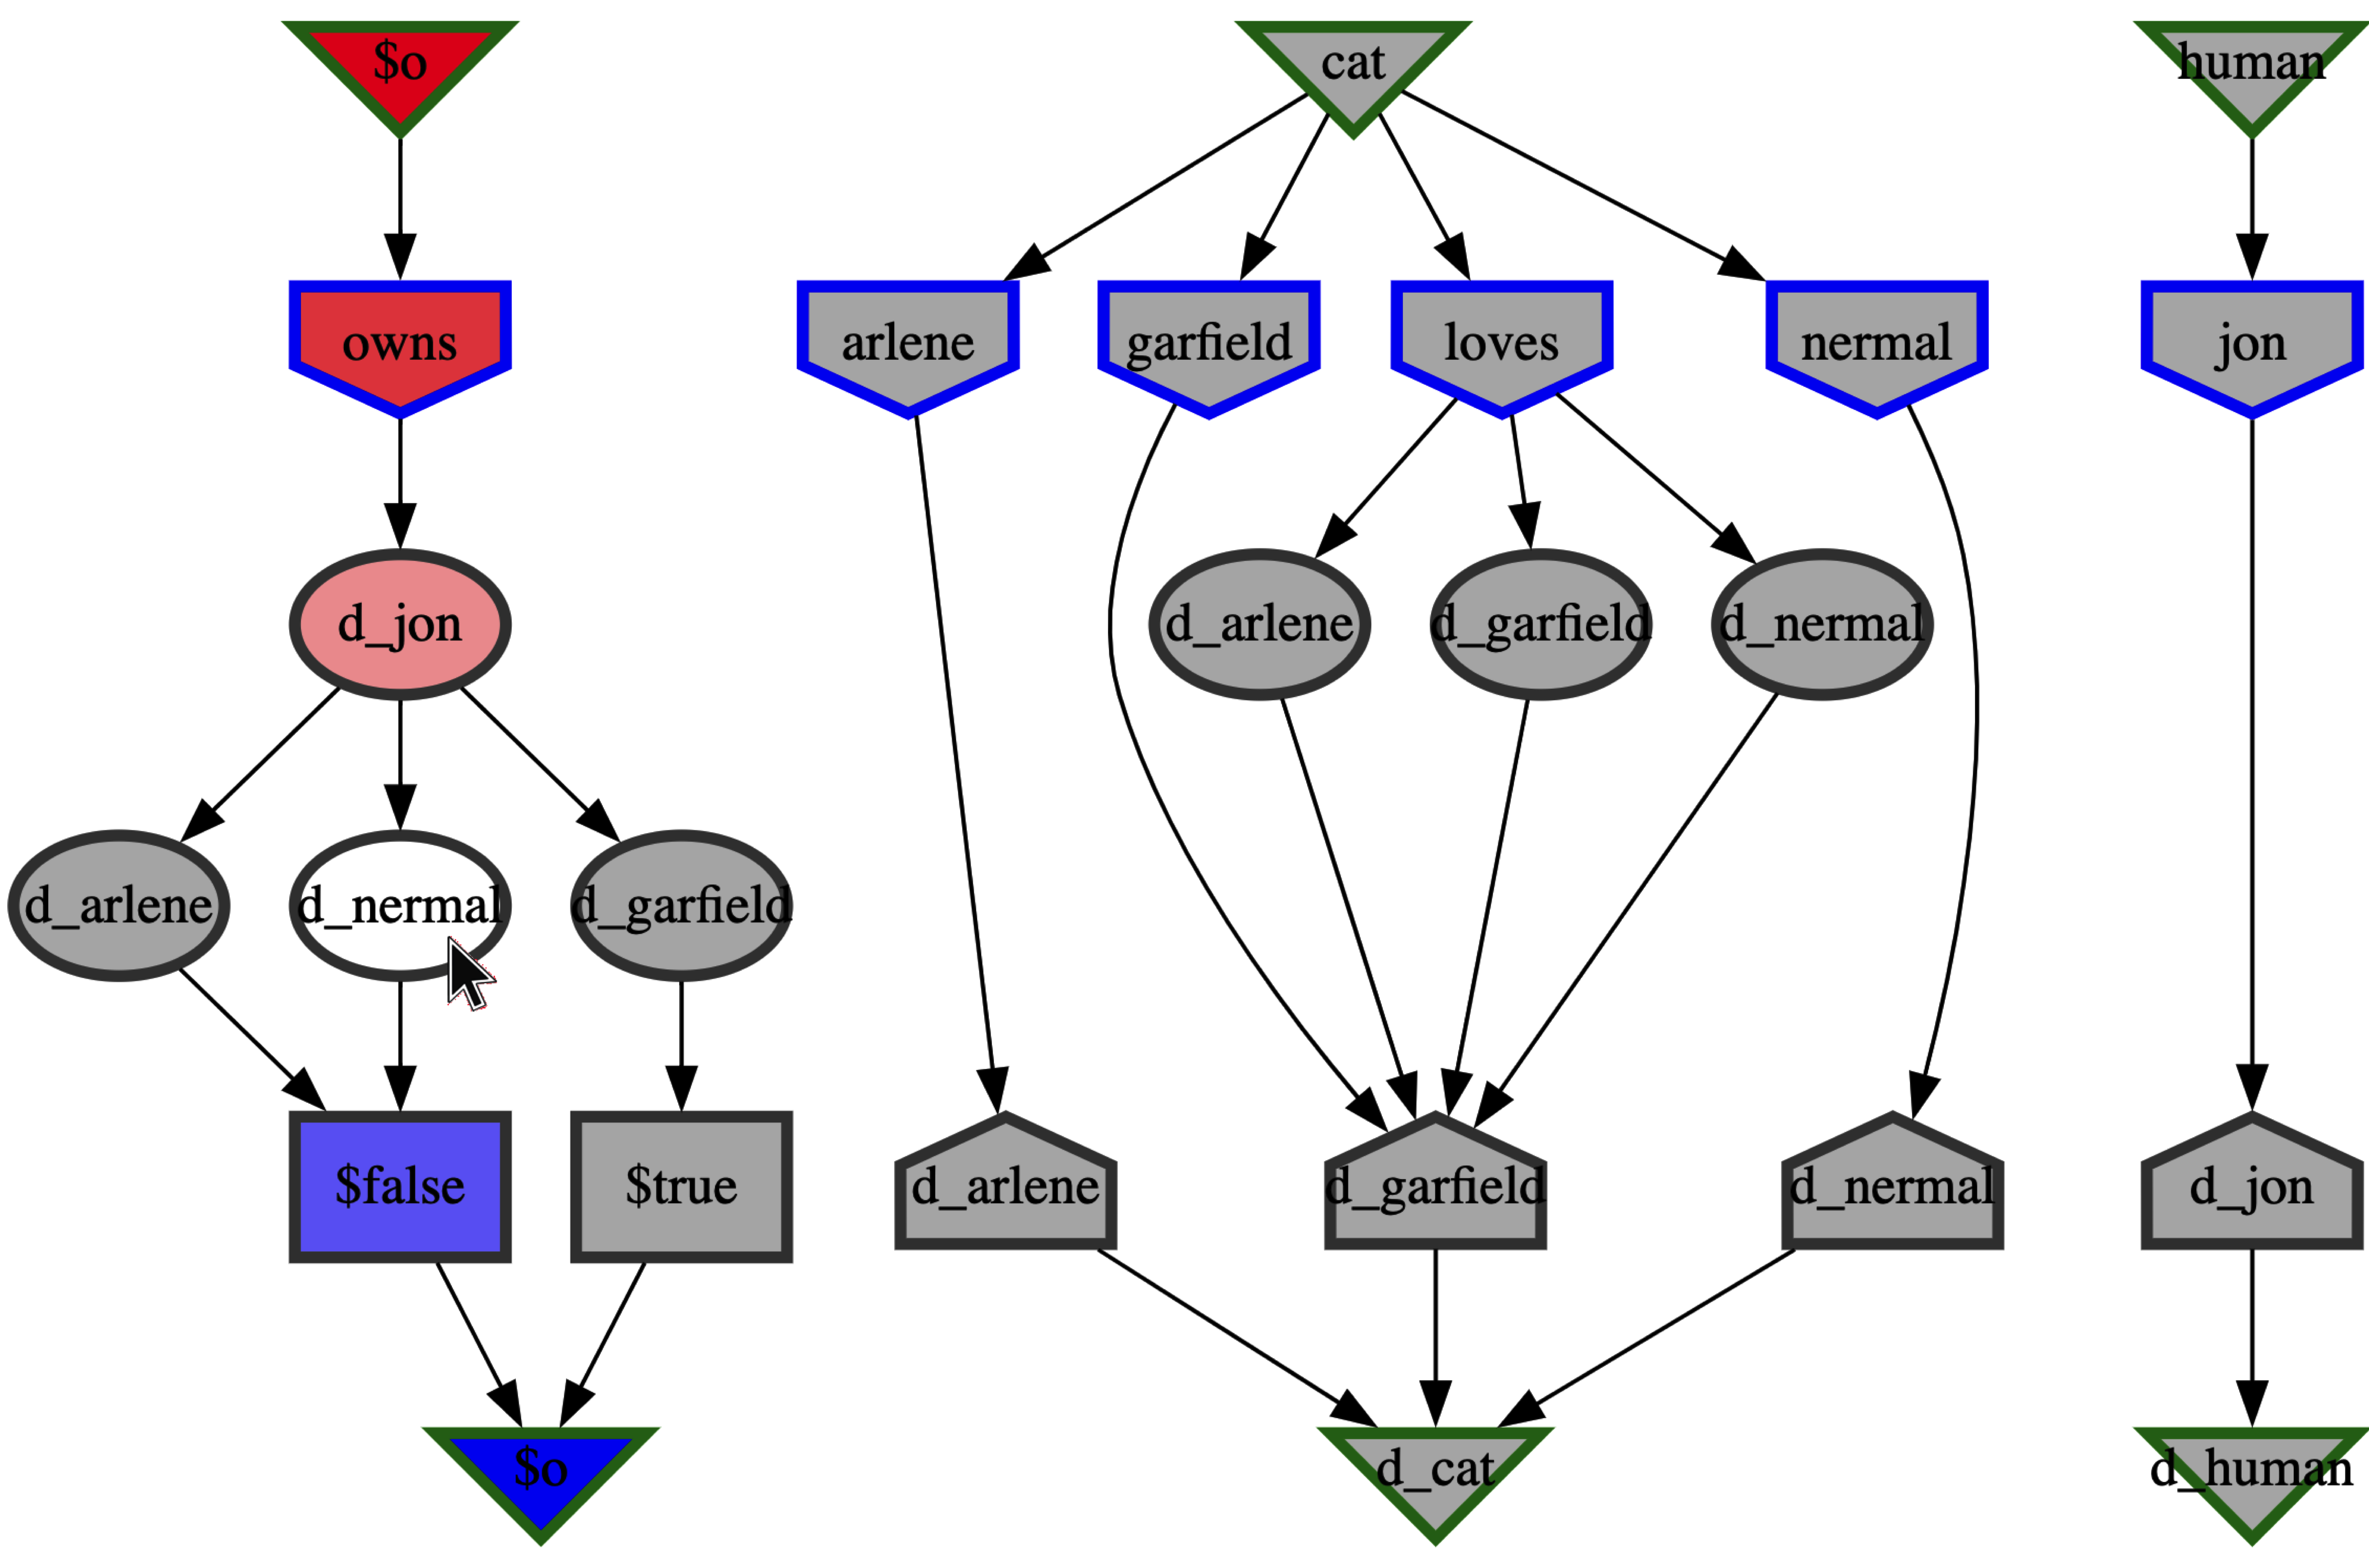 $o
cat
human
owns
arlene
garfield
loves
nermal
jon
d_jon
d_arlene
d_garfield
d_nermal
d_arlene
d_nermal
d_garfield
$false
$true
d_arlene
d_garfield
d_nermal
d_jon
$o
d_cat
d_human